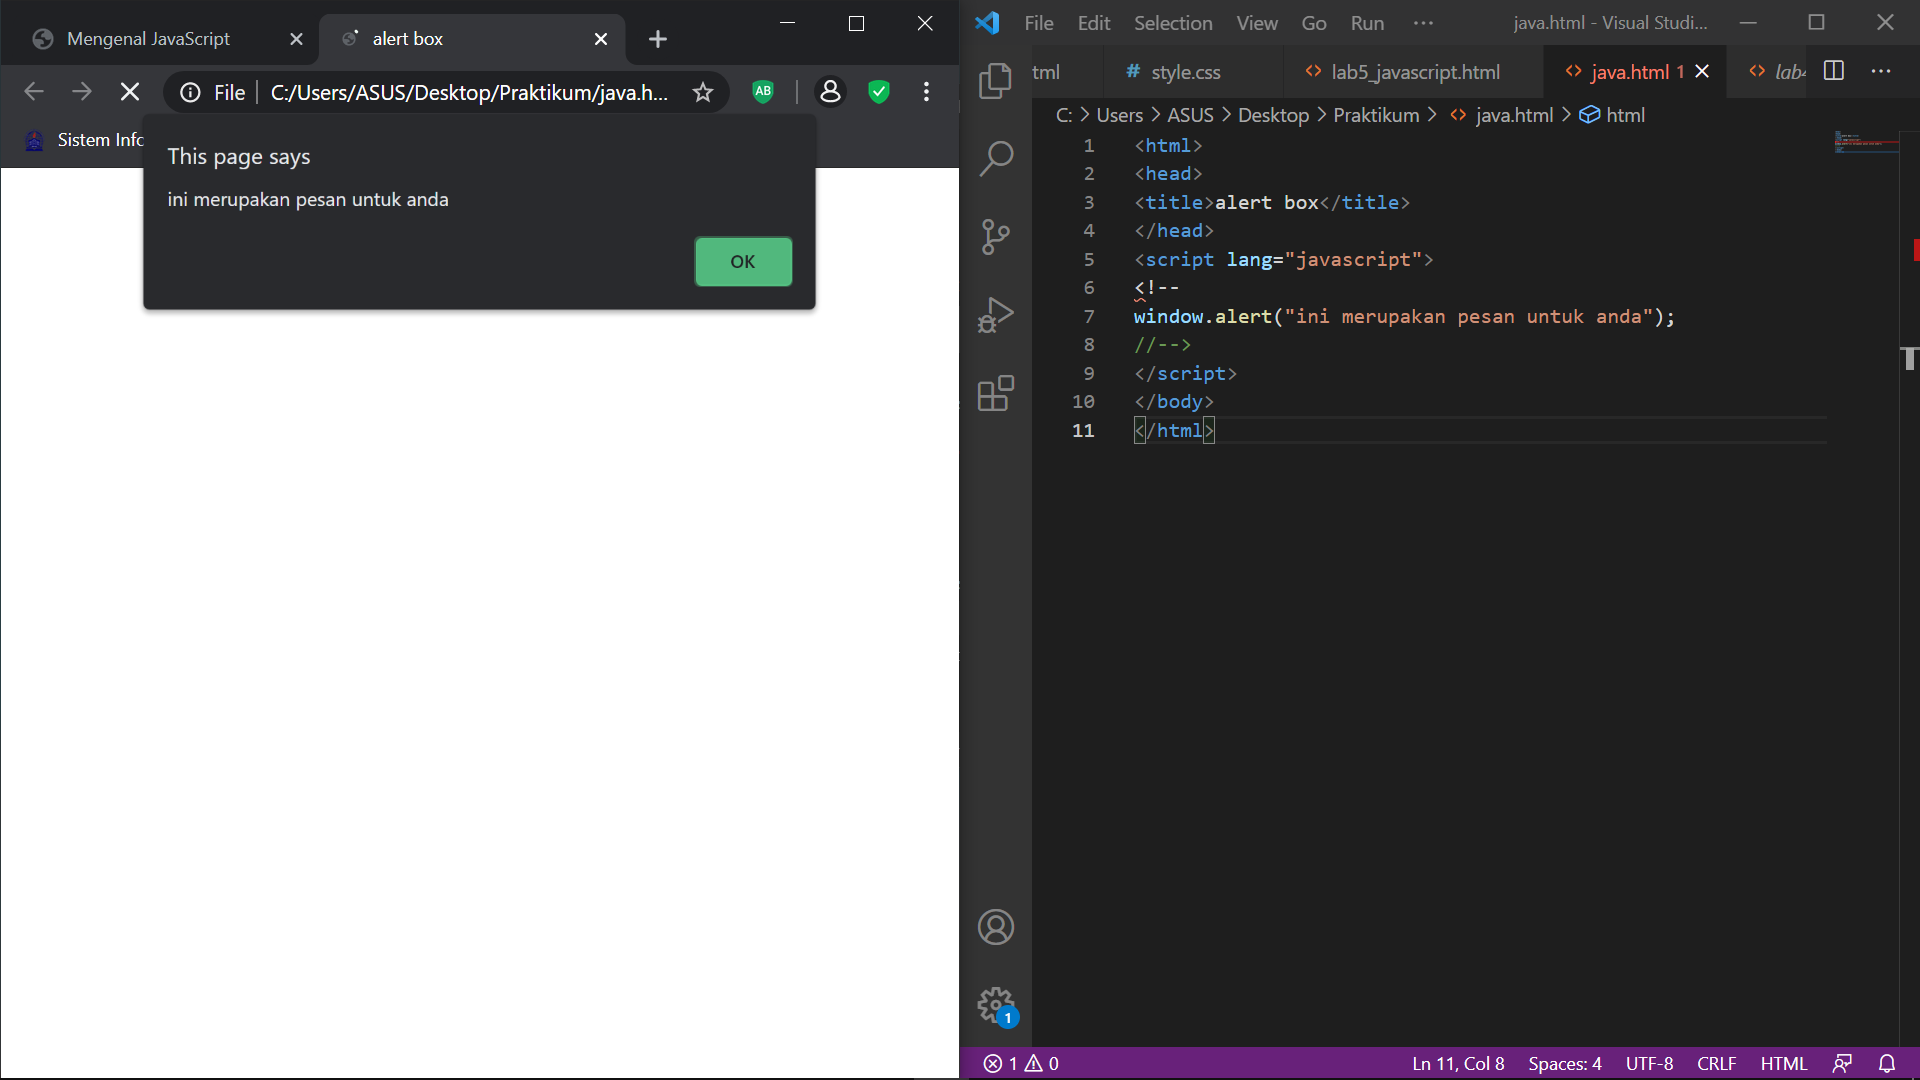 Mengenal JavaScript
alert box
File
C:/Users/ASUS/Desktop/Praktikum/java.h...
AB
Sistem Info
This page says
ini merupakan pesan untuk anda
OK
File Edit Selection View Go Run ··· java.html - Visual Studi...
tml # style.css <> lab5_javascript.html <> java.html 1 <> lab4 ···
C: > Users > ASUS > Desktop > Praktikum > <> java.html > html
1 <html>
2 <head>
3 <title>alert box</title>
4 </head>
5 <script lang="javascript">
6 <!--
7 window.alert("ini merupakan pesan untuk anda");
8 //-->
9 </script>
10 </body>
11 </html>
1
1 0 Ln 11, Col 8 Spaces: 4 UTF-8 CRLF HTML